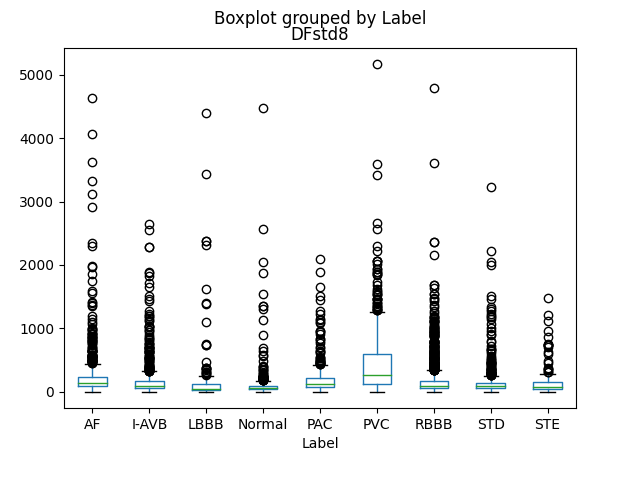 Boxplot grouped by Label
DFstd8
5000
4000
3000
2000
1000
0
AF I-AVB LBBB Normal PAC PVC RBBB STD STE
Label